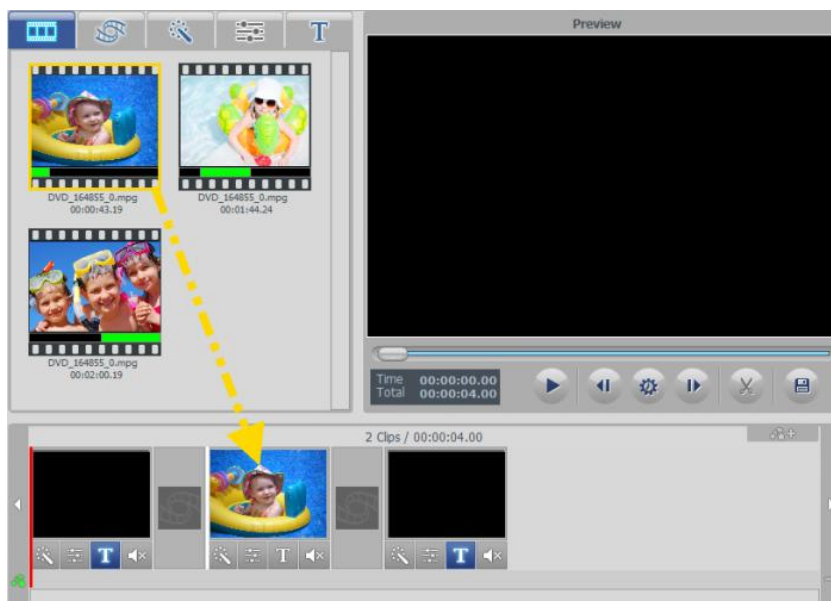 T
Preview
DVD_164855_0.mpg
00:00:43.19
DVD_164855_0.mpg
00:01:44.24
DVD_164855_0.mpg
00:02:00.19
Time 00:00:00.00
Total 00:00:04.00
2 Clips / 00:00:04.00
T
T
T